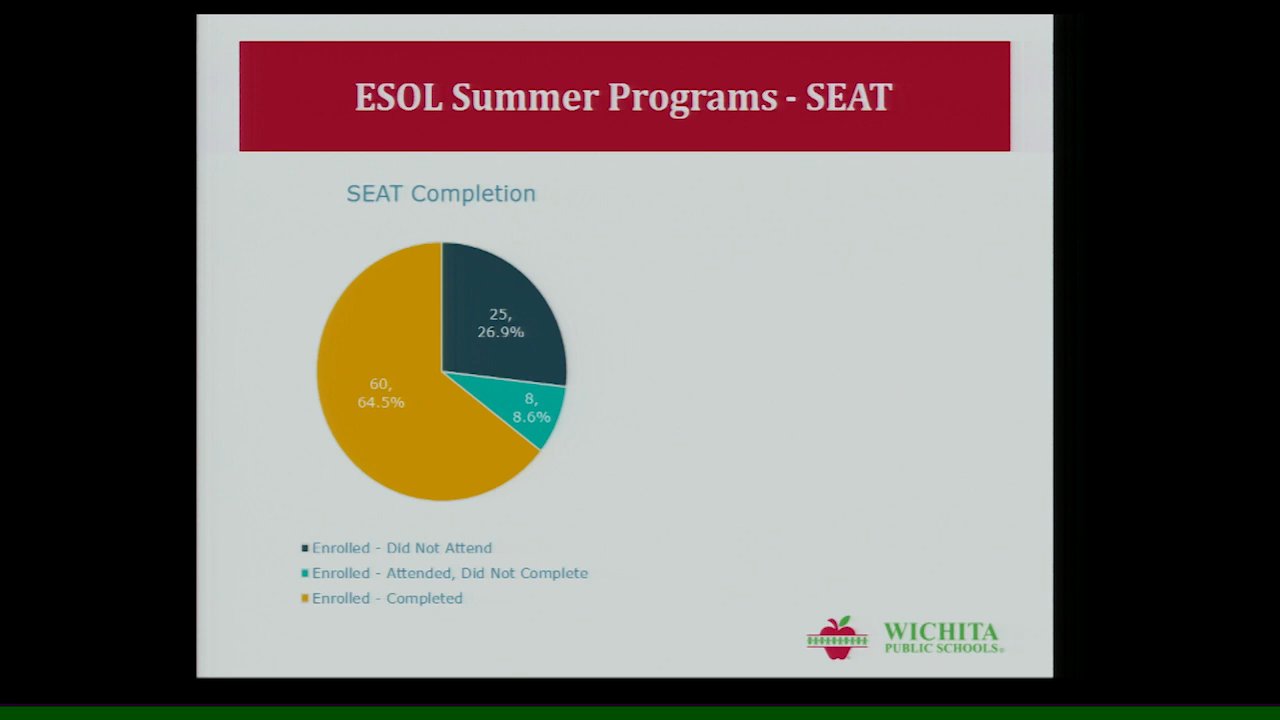 ESOL Summer Programs - SEAT
SEAT Completion
25,
26.9%
8,
8.6%
60,
64.5%
Enrolled - Did Not Attend
Enrolled - Attended, Did Not Complete
Enrolled - Completed
WICHITA
PUBLIC SCHOOLS